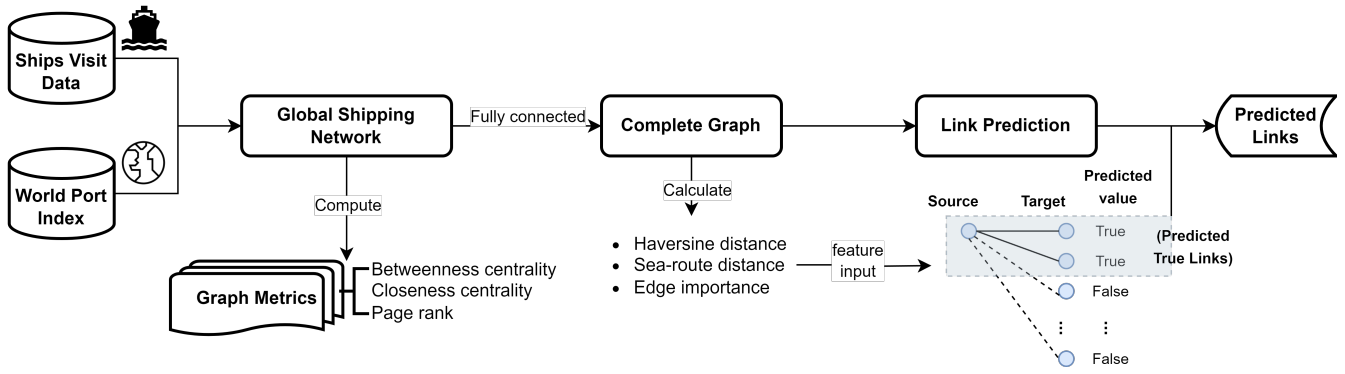 Ships Visit
Data
World Port
Index
Global Shipping
Network
Fully connected
Complete Graph
Link Prediction
Predicted
Links
Compute
Graph Metrics
Betweenness centrality
Closeness centrality
Page rank
Calculate
• Haversine distance
• Sea-route distance
• Edge importance
feature
input
Source
Target
Predicted
value
True
True
(Predicted
True Links)
False
⋮ ⋮
False